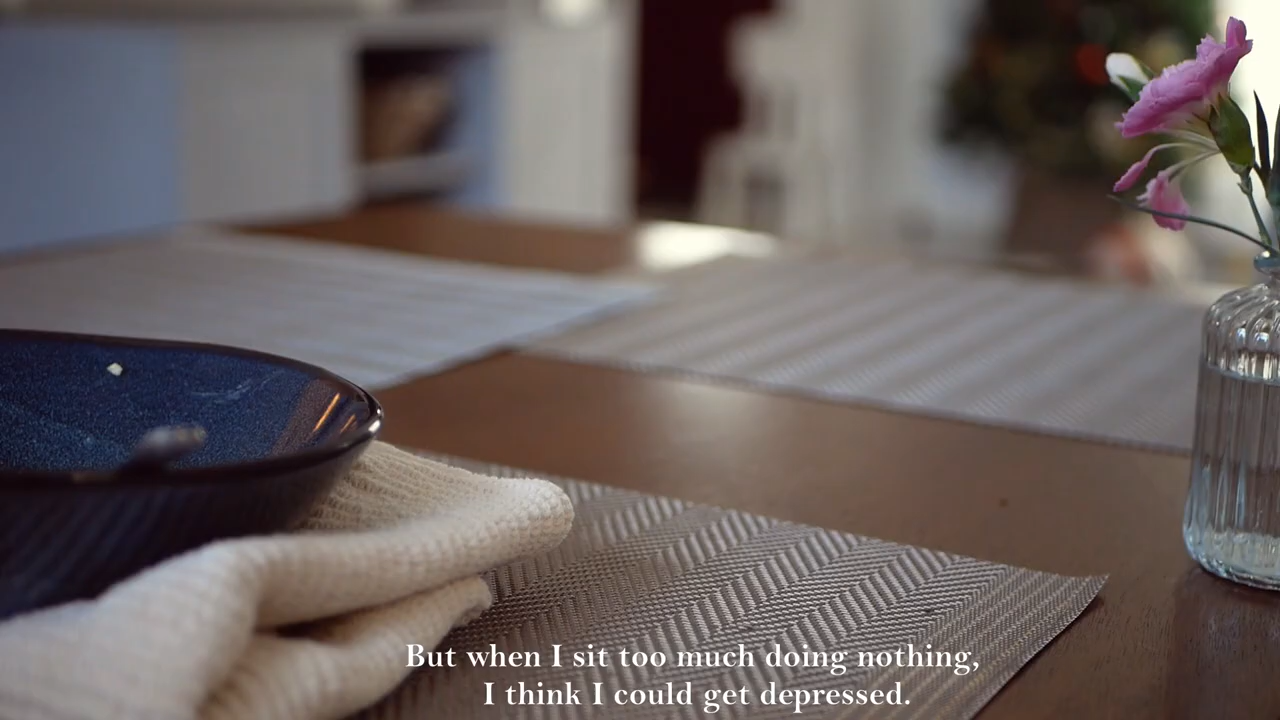 But when I sit too much doing nothing,
I think I could get depressed.